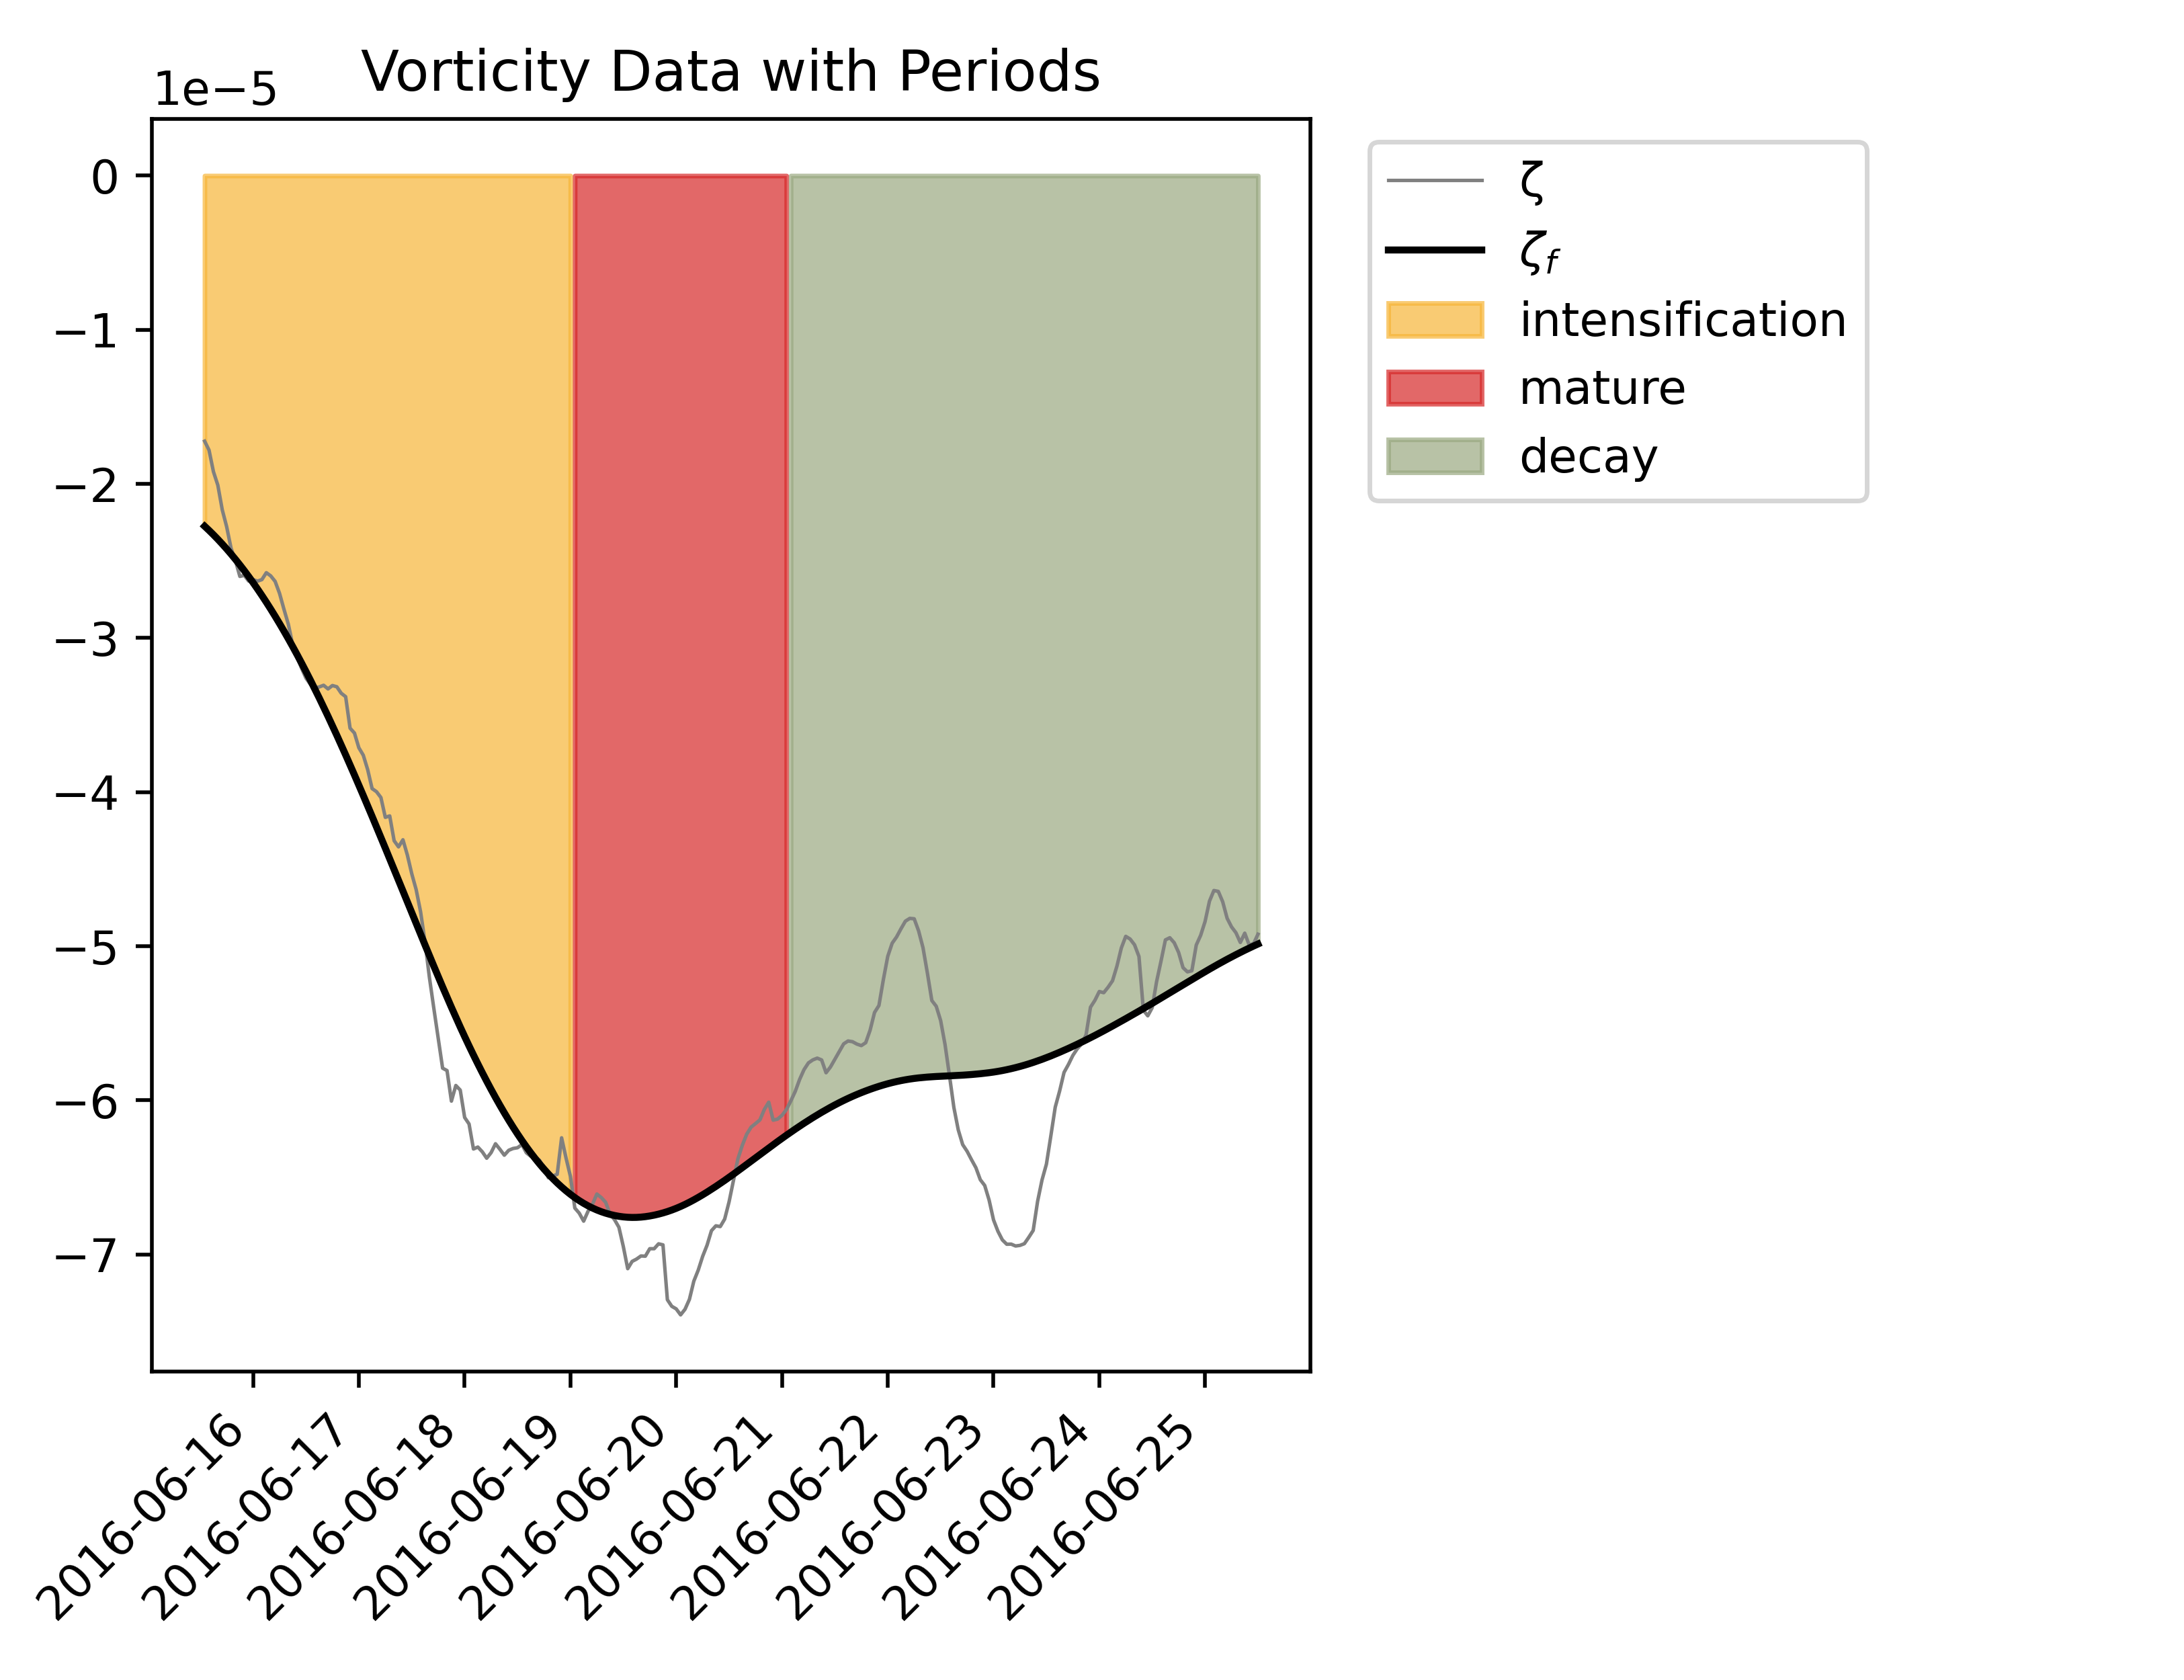 Vorticity Data with Periods
1e−5
0
−1
−2
−3
−4
−5
−6
−7
2016-06-16
2016-06-17
2016-06-18
2016-06-19
2016-06-20
2016-06-21
2016-06-22
2016-06-23
2016-06-24
2016-06-25
ζ
ζf
intensification
mature
decay